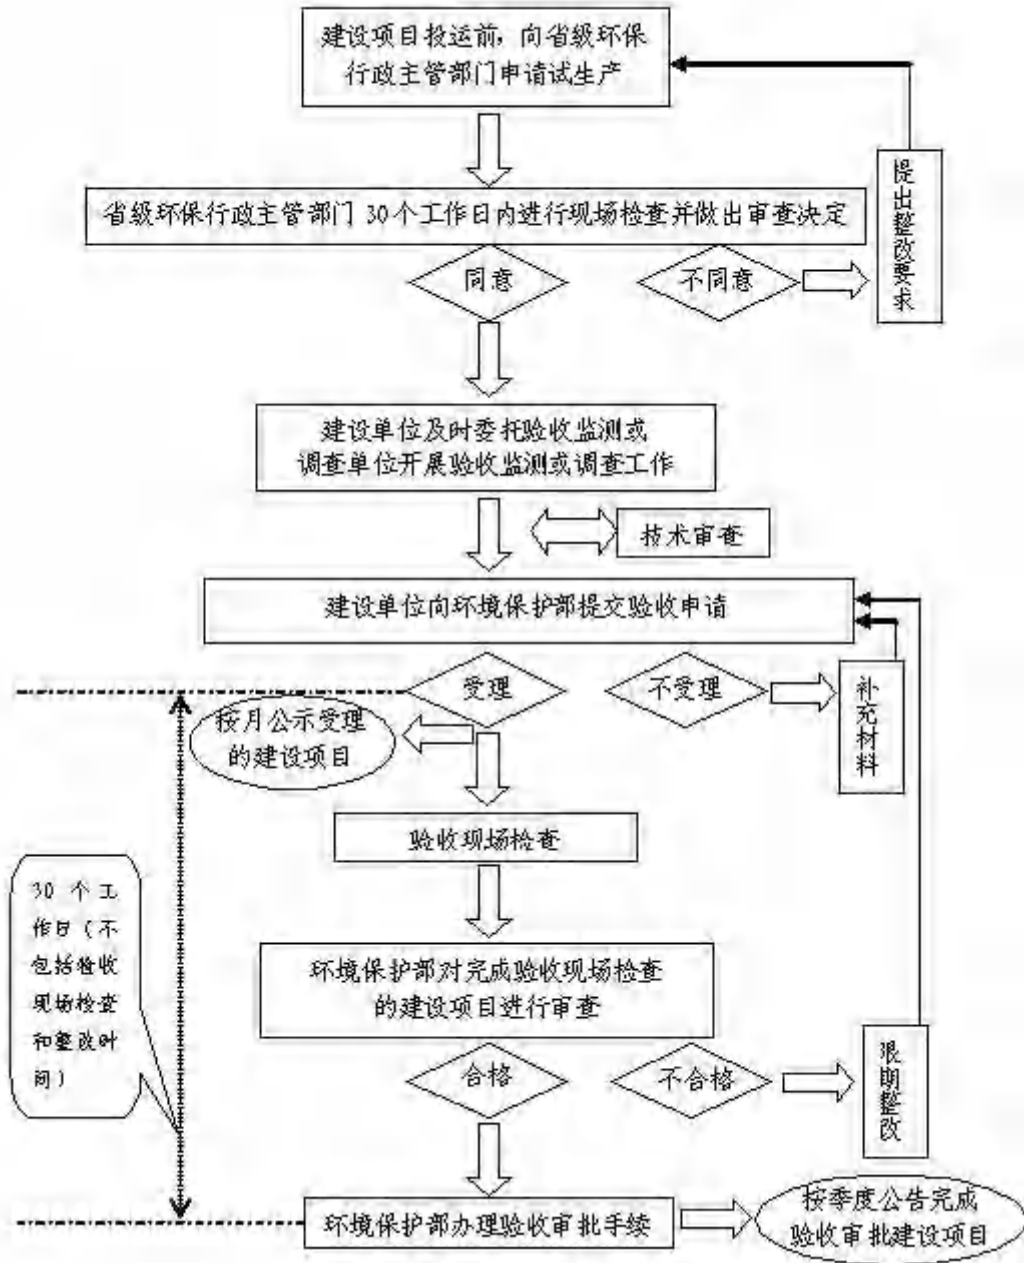 建设项目投运前，向省级环保
行政主管部门申请试生产
提出整改要求
省级环保行政主管部门 30个工作日内进行现场检查并做出审查决定
同意
不同意
建设单位及时委托验收监测或
调查单位开展验收监测或调查工作
技术审查
建设单位向环境保护部提交验收申请
受理
不受理
补充材料
按月公示受理
的建设项目
验收现场检查
30 个工
作日（不
包括验收
现场检查
和整改时
间）
环境保护部对完成验收现场检查
的建设项目进行审查
合格
不合格
限期整改
环境保护部办理验收审批手续
按季度公告完成
验收审批建设项目